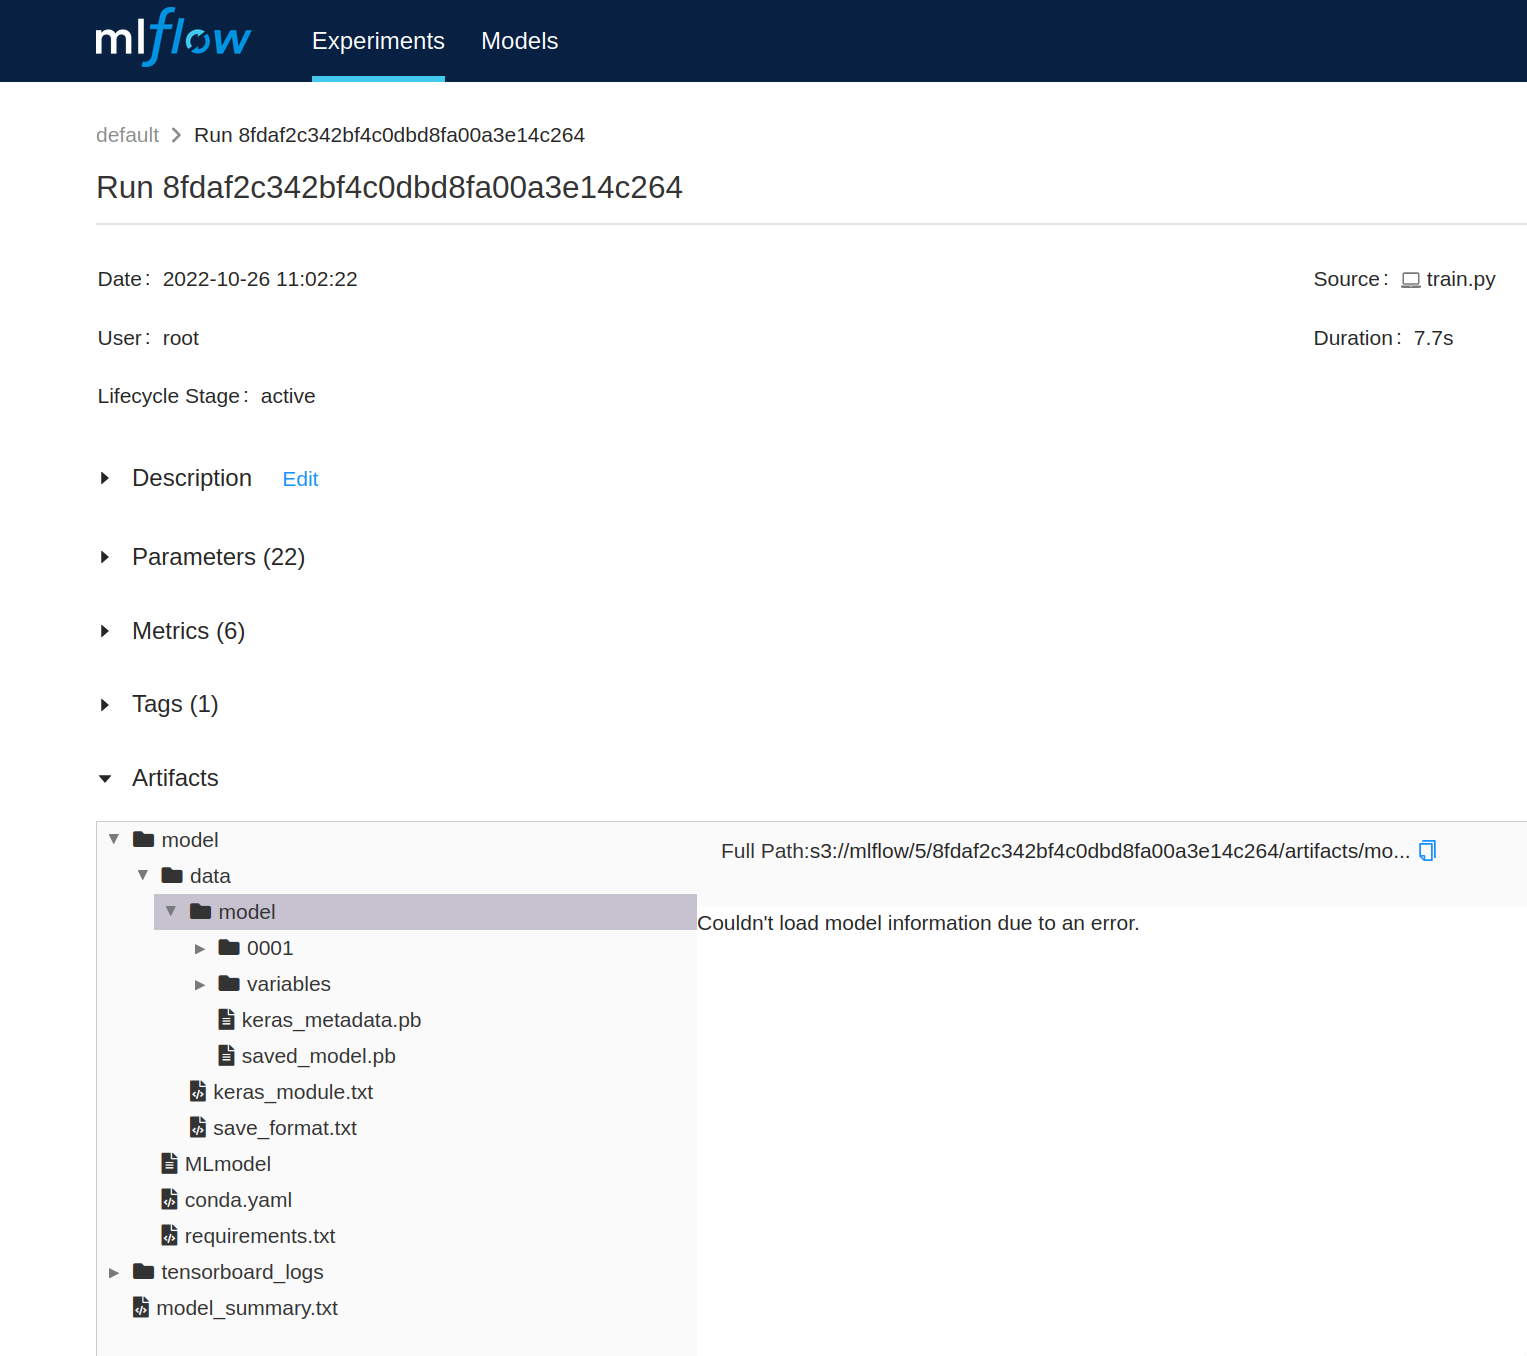 mlflow Experiments Models
default > Run 8fdaf2c342bf4c0dbd8fa00a3e14c264
Run 8fdaf2c342bf4c0dbd8fa00a3e14c264
Date: 2022-10-26 11:02:22 Source: train.py
User: root Duration: 7.7s
Lifecycle Stage: active
Description Edit
Parameters (22)
Metrics (6)
Tags (1)
Artifacts
model
Full Path:s3://mlflow/5/8fdaf2c342bf4c0dbd8fa00a3e14c264/artifacts/mo...
data
model
Couldn't load model information due to an error.
0001
variables
keras_metadata.pb
saved_model.pb
keras_module.txt
save_format.txt
MLmodel
conda.yaml
requirements.txt
tensorboard_logs
model_summary.txt